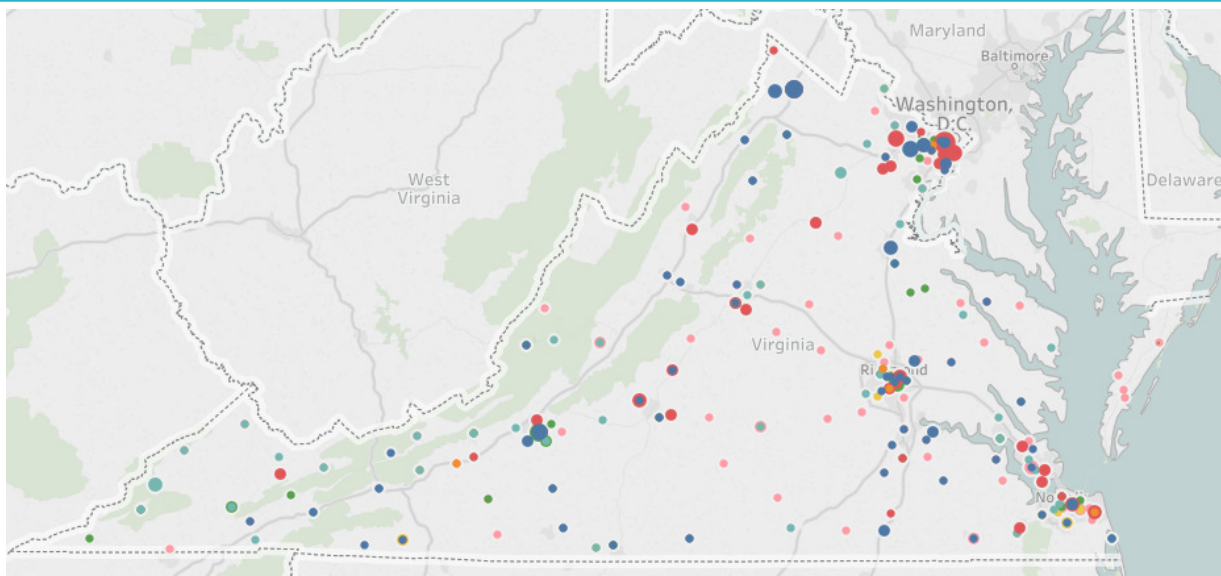 Maryland
Baltimore
Washington,
D.C.
West
Virginia
Delaware
Virginia